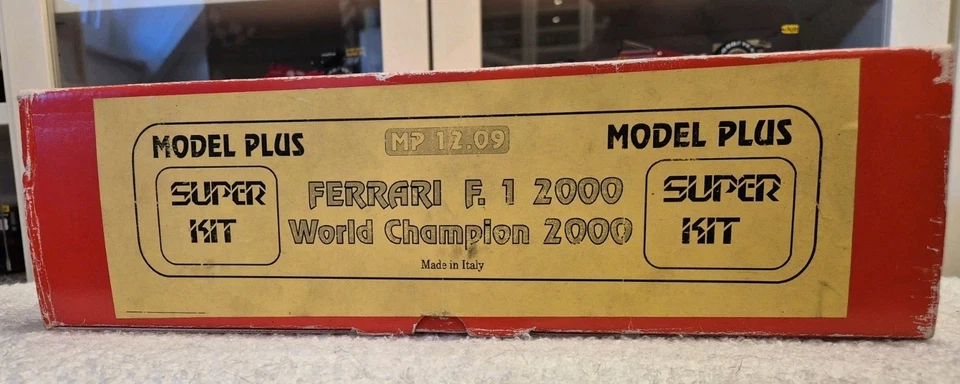 MODEL PLUS MP 12.09 MODEL PLUS
SUPER KIT
FERRARI F. 1 2000
World Champion 2000
Made in Italy
SUPER KIT